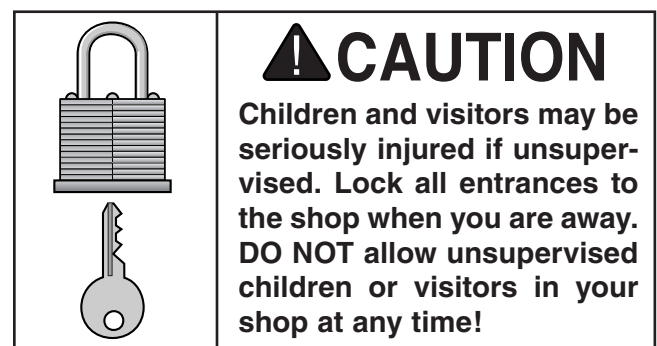 CAUTION
Children and visitors may be
seriously injured if unsuper-
vised. Lock all entrances to
the shop when you are away.
DO NOT allow unsupervised
children or visitors in your
shop at any time!